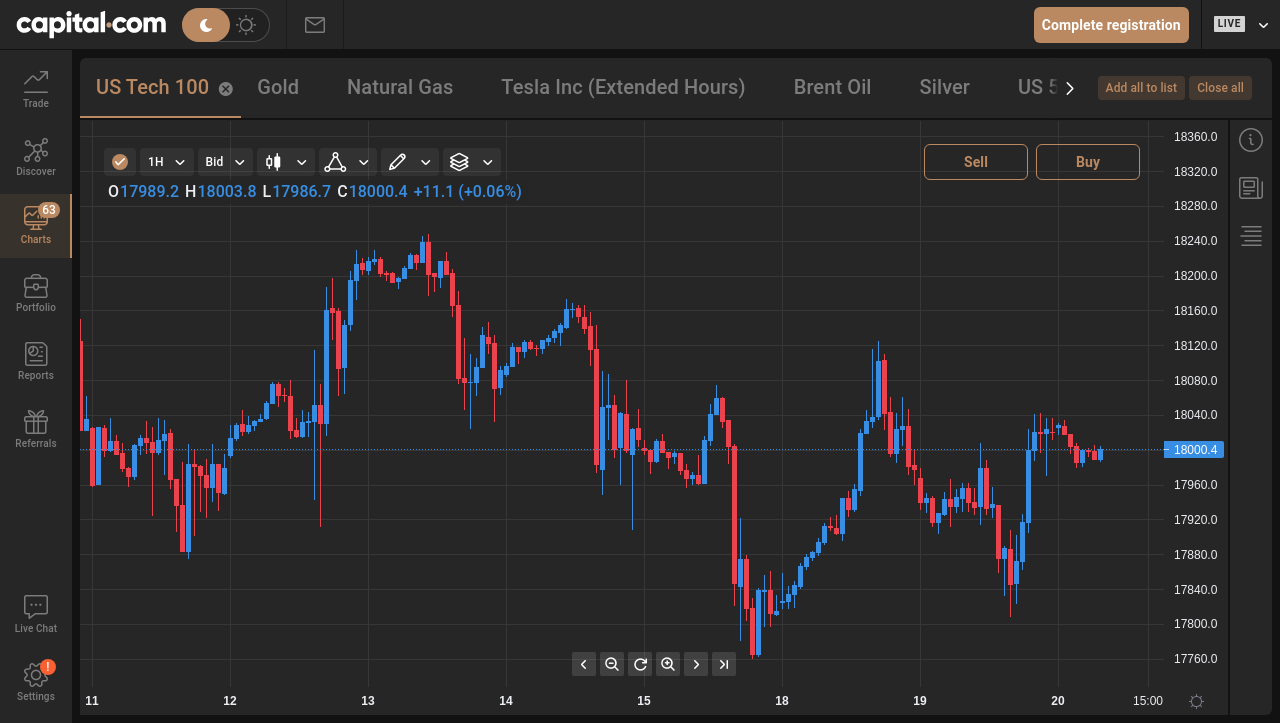 capital.com
Complete registration
LIVE
Trade
Discover
63
Charts
Portfolio
Reports
Referrals
Live Chat
!
Settings
US Tech 100
Gold
Natural Gas
Tesla Inc (Extended Hours)
Brent Oil
Silver
US 5
Add all to list
Close all
1H
Bid
Sell
Buy
O17989.2 H18003.8 L17986.7 C18000.4 +11.1 (+0.06%)
18360.0
18320.0
18280.0
18240.0
18200.0
18160.0
18120.0
18080.0
18040.0
18000.4
17960.0
17920.0
17880.0
17840.0
17800.0
17760.0
11 12 13 14 15 18 19 20 15:00